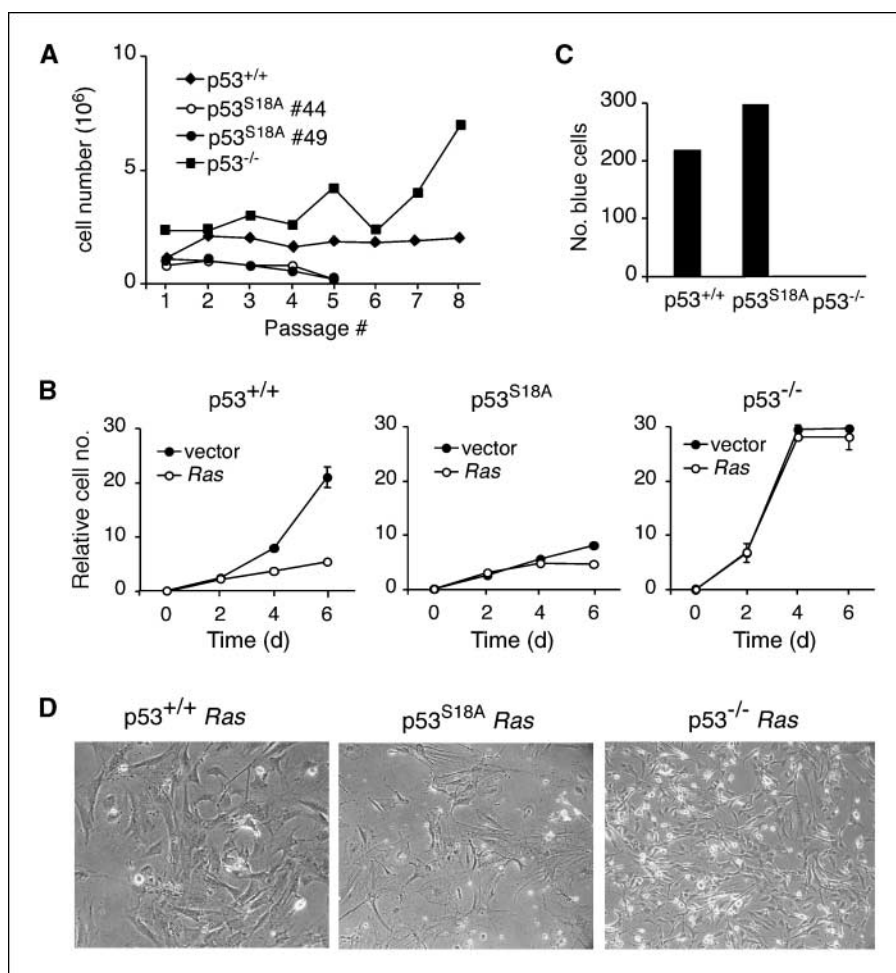 A
10
5
0
cell number (10⁶)
p53+/+
p53S18A #44
p53S18A #49
p53-/-
1 2 3 4 5 6 7 8
Passage #
C
300
200
100
0
No. blue cells
p53+/+ p53S18A p53-/-
B
p53+/+
30
20
10
0
Relative cell no.
vector
Ras
0 2 4 6
Time (d)
p53S18A
30
20
10
0
vector
Ras
0 2 4 6
Time (d)
p53-/-
30
20
10
0
vector
Ras
0 2 4 6
Time (d)
D
p53+/+ Ras
p53S18A Ras
p53-/- Ras